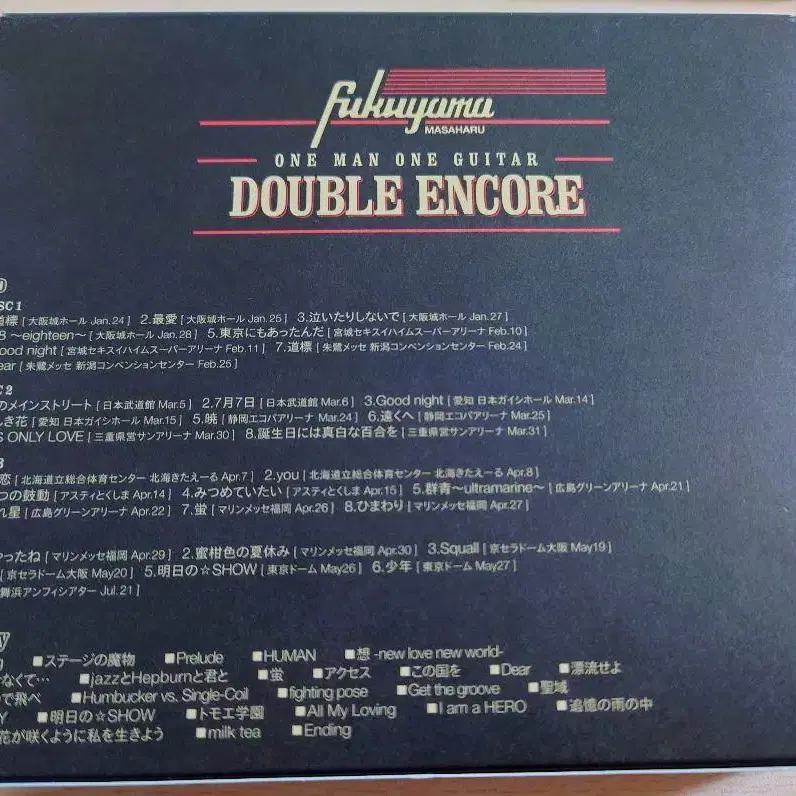 fukuyama
MASAHARU
ONE MAN ONE GUITAR
DOUBLE ENCORE
SC 1
道標 [ 大阪城ホール Jan.24 ] 2.最愛 [ 大阪城ホール Jan.25 ] 3.泣いたりしないで [ 大阪城ホール Jan.27 ]
8 〜eighteen〜 [ 大阪城ホール Jan.28 ] 5.東京にもあったんだ [ 宮城セキスイハイムスーパーアリーナ Feb.10 ]
ood night [ 宮城セキスイハイムスーパーアリーナ Feb.11 ] 7.道標 [ 朱鷺メッセ 新潟コンベンションセンター Feb.24 ]
ear [ 朱鷺メッセ 新潟コンベンションセンター Feb.25 ]
C 2
のメインストリート [ 日本武道館 Mar.5 ] 2.7月7日 [ 日本武道館 Mar.6 ] 3.Good night [ 愛知 日本ガイシホール Mar.14 ]
き花 [ 愛知 日本ガイシホール Mar.15 ] 5.暁 [ 静岡エコパアリーナ Mar.24 ] 6.遠くへ [ 静岡エコパアリーナ Mar.25 ]
S ONLY LOVE [ 三重県営サンアリーナ Mar.30 ] 8.誕生日には真白な百合を [ 三重県営サンアリーナ Mar.31 ]
3
恋 [ 北海道立総合体育センター 北海きたえーる Apr.7 ] 2.you [ 北海道立総合体育センター 北海きたえーる Apr.8 ]
つの鼓動 [ アスティとくしま Apr.14 ] 4.みつめていたい [ アスティとくしま Apr.15 ] 5.群青〜ultramarine〜 [ 広島グリーンアリーナ Apr.21 ]
れ星 [ 広島グリーンアリーナ Apr.22 ] 7.蛍 [ マリンメッセ福岡 Apr.26 ] 8.ひまわり [ マリンメッセ福岡 Apr.27 ]
ゃったね [ マリンメッセ福岡 Apr.29 ] 2.蜜柑色の夏休み [ マリンメッセ福岡 Apr.30 ] 3.Squall [ 京セラドーム大阪 May19 ]
[ 京セラドーム大阪 May20 ] 5.明日の☆SHOW [ 東京ドーム May26 ] 6.少年 [ 東京ドーム May27 ]
舞浜アンフィシアター Jul.21 ]
y
■ステージの魔物 ■Prelude ■HUMAN ■想 -new love new world-
なくて… ■jazzとHepburnと君と ■蛍 ■アクセス ■この国を ■Dear ■漂流せよ
で飛べ ■Humbucker vs. Single-Coil ■fighting pose ■Get the groove ■聖域
Y ■明日の☆SHOW ■トモエ学園 ■All My Loving ■I am a HERO ■追憶の雨の中
花が咲くように私を生きよう ■milk tea ■Ending